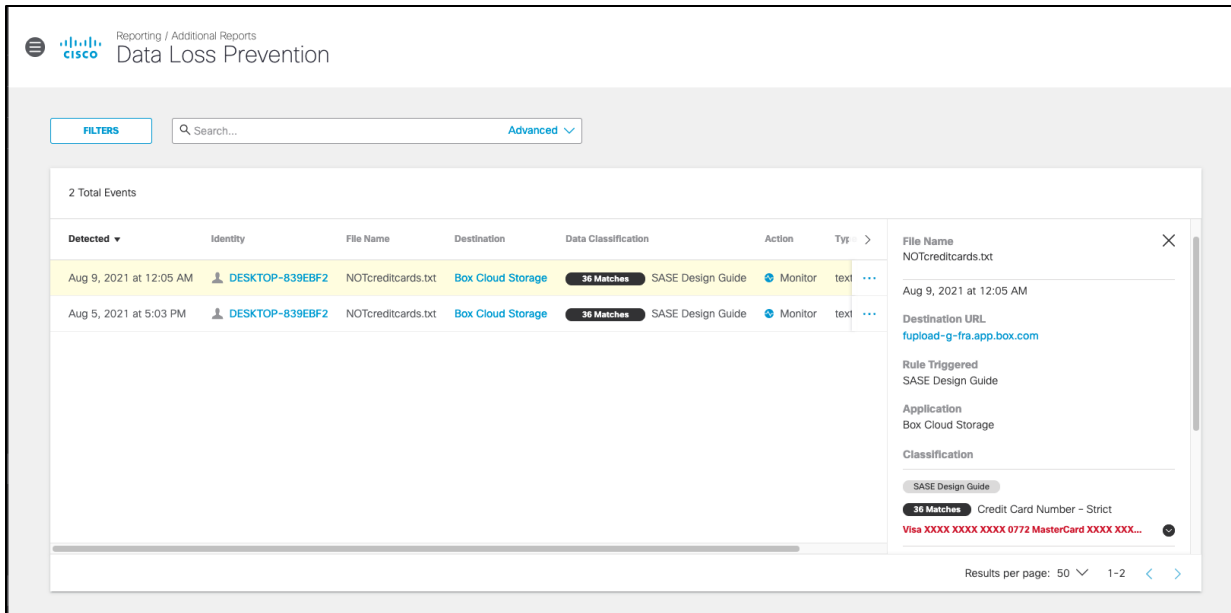 CISCO
Reporting / Additional Reports
Data Loss Prevention
FILTERS
Search...
Advanced
2 Total Events
Detected Identity File Name Destination Data Classification Action
Aug 9, 2021 at 12:05 AM DESKTOP-839EBF2 NOTcreditcards.txt Box Cloud Storage 36 Matches SASE Design Guide Monitor text ...
Aug 5, 2021 at 5:03 PM DESKTOP-839EBF2 NOTcreditcards.txt Box Cloud Storage 36 Matches SASE Design Guide Monitor text ...
File Name
NOTcreditcards.txt
Aug 9, 2021 at 12:05 AM
Destination URL
fupload-g-fra.app.box.com
Rule Triggered
SASE Design Guide
Application
Box Cloud Storage
Classification
SASE Design Guide
36 Matches Credit Card Number - Strict
Visa XXXX XXXX XXXX 0772 MasterCard XXXX XXX...
Results per page: 50 1-2